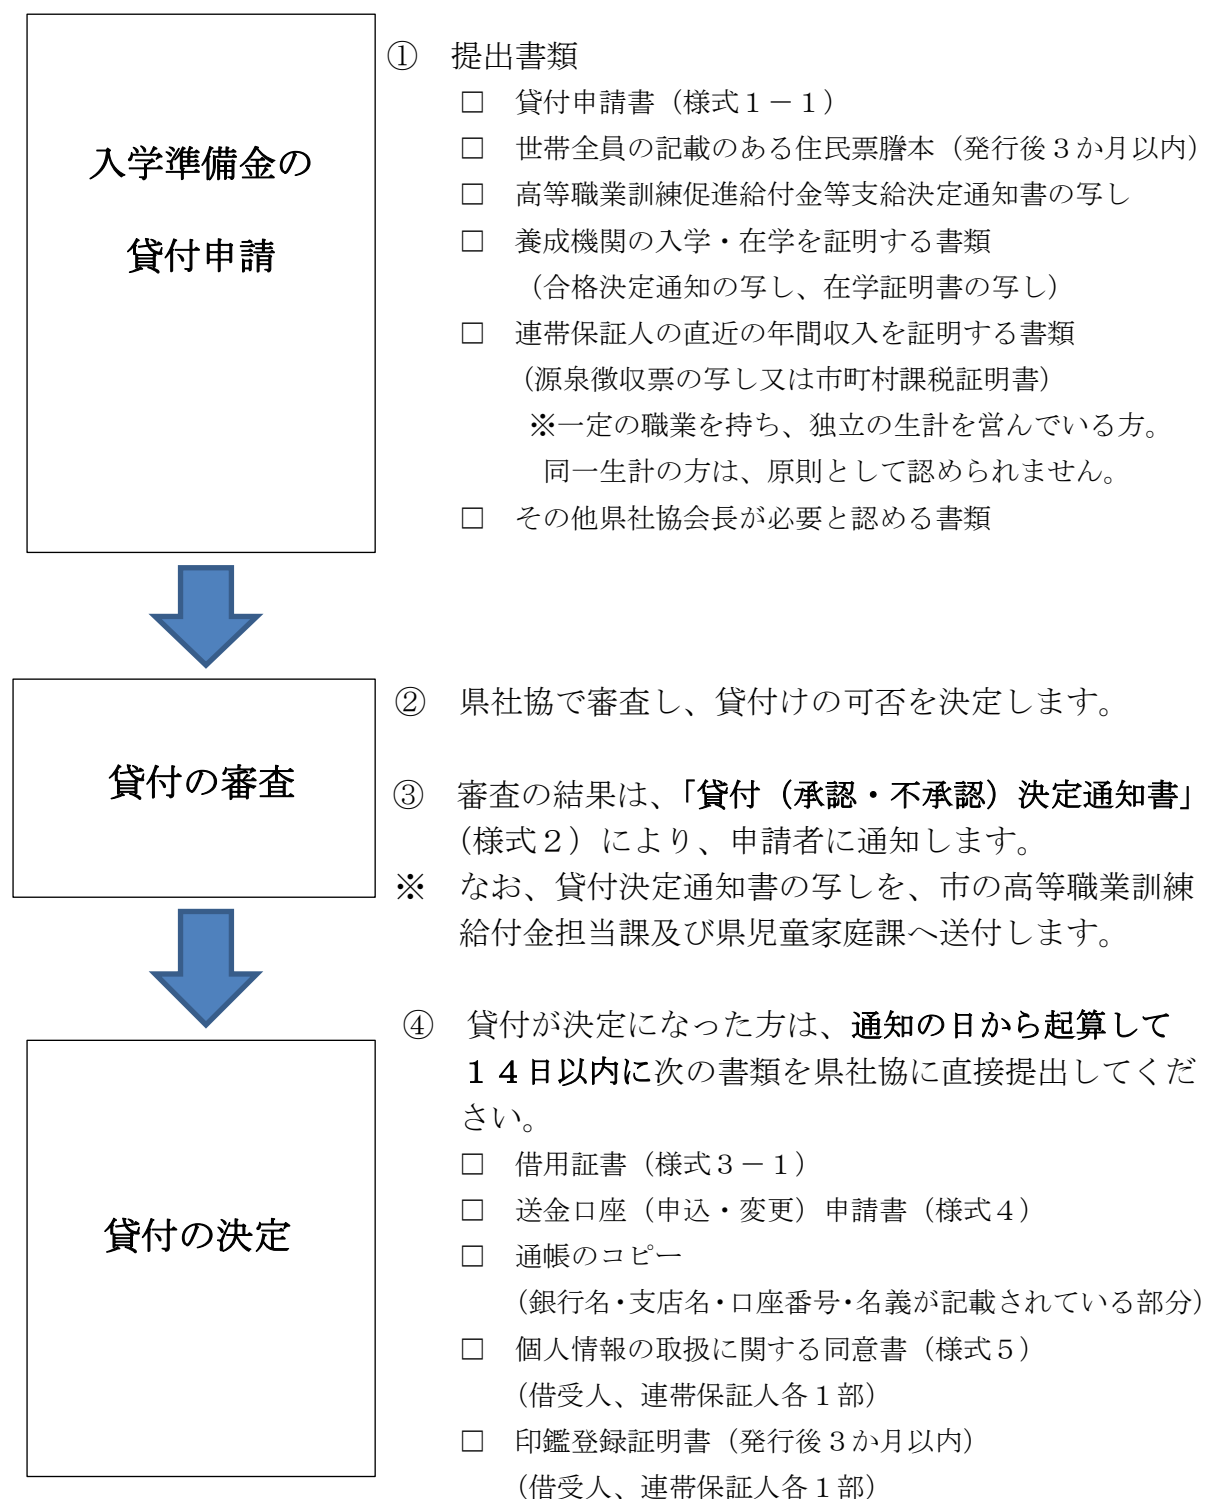 入学準備金の
貸付申請
① 提出書類
□ 貸付申請書（様式１－１）
□ 世帯全員の記載のある住民票謄本（発行後３か月以内）
□ 高等職業訓練促進給付金等支給決定通知書の写し
□ 養成機関の入学・在学を証明する書類
（合格決定通知の写し、在学証明書の写し）
□ 連帯保証人の直近の年間収入を証明する書類
（源泉徴収票の写し又は市町村課税証明書）
※一定の職業を持ち、独立の生計を営んでいる方。
同一生計の方は、原則として認められません。
□ その他県社協会長が必要と認める書類
貸付の審査
② 県社協で審査し、貸付けの可否を決定します。
③ 審査の結果は、「貸付（承認・不承認）決定通知書」
（様式２）により、申請者に通知します。
※ なお、貸付決定通知書の写しを、市の高等職業訓練
給付金担当課及び県児童家庭課へ送付します。
貸付の決定
④ 貸付が決定になった方は、通知の日から起算して
１４日以内に次の書類を県社協に直接提出してくだ
さい。
□ 借用証書（様式３－１）
□ 送金口座（申込・変更）申請書（様式４）
□ 通帳のコピー
（銀行名・支店名・口座番号・名義が記載されている部分）
□ 個人情報の取扱に関する同意書（様式５）
（借受人、連帯保証人各１部）
□ 印鑑登録証明書（発行後３か月以内）
（借受人、連帯保証人各１部）